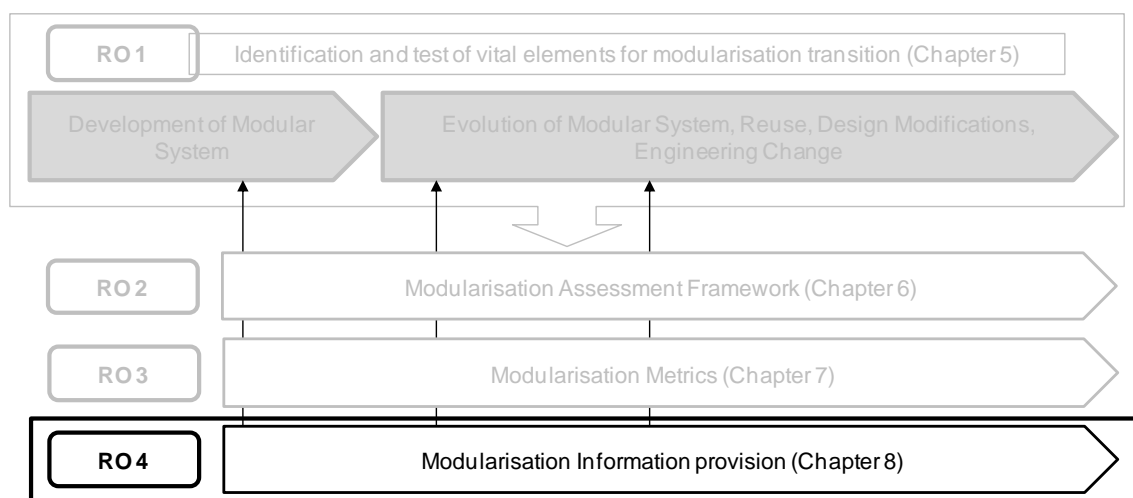 RO1
Identification and test of vital elements for modularisation transition (Chapter 5)
Development of Modular
System
Evolution of Modular System, Reuse, Design Modifications,
Engineering Change
RO2
Modularisation Assessment Framework (Chapter 6)
RO3
Modularisation Metrics (Chapter 7)
RO4
Modularisation Information provision (Chapter 8)